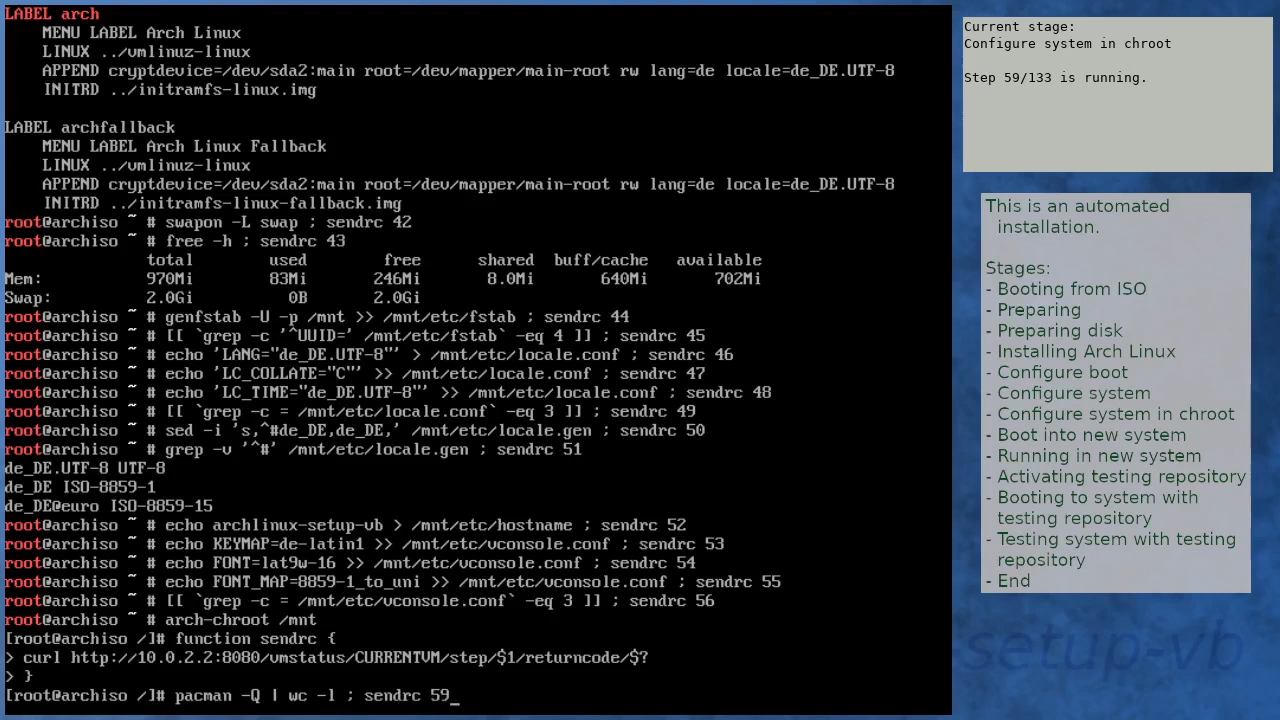 LABEL arch
    MENU LABEL Arch Linux
    LINUX ../vmlinuz-linux
    APPEND cryptdevice=/dev/sda2:main root=/dev/mapper/main-root rw lang=de locale=de_DE.UTF-8
    INITRD ../initramfs-linux.img
LABEL archfallback
    MENU LABEL Arch Linux Fallback
    LINUX ../vmlinuz-linux
    APPEND cryptdevice=/dev/sda2:main root=/dev/mapper/main-root rw lang=de locale=de_DE.UTF-8
    INITRD ../initramfs-linux-fallback.img
root@archiso ~ # swapon -L swap ; sendrc 42
root@archiso ~ # free -h ; sendrc 43
               total        used        free      shared  buff/cache   available
Mem:           970Mi        83Mi       246Mi       8.0Mi       640Mi       702Mi
Swap:          2.0Gi          0B       2.0Gi
root@archiso ~ # genfstab -U -p /mnt >> /mnt/etc/fstab ; sendrc 44
root@archiso ~ # [[ `grep -c '^UUID=' /mnt/etc/fstab` -eq 4 ]] ; sendrc 45
root@archiso ~ # echo 'LANG="de_DE.UTF-8"' > /mnt/etc/locale.conf ; sendrc 46
root@archiso ~ # echo 'LC_COLLATE="C"' >> /mnt/etc/locale.conf ; sendrc 47
root@archiso ~ # echo 'LC_TIME="de_DE.UTF-8"' >> /mnt/etc/locale.conf ; sendrc 48
root@archiso ~ # [[ `grep -c = /mnt/etc/locale.conf` -eq 3 ]] ; sendrc 49
root@archiso ~ # sed -i 's,^#de_DE,de_DE,' /mnt/etc/locale.gen ; sendrc 50
root@archiso ~ # grep -v '^#' /mnt/etc/locale.gen ; sendrc 51
de_DE.UTF-8 UTF-8
de_DE ISO-8859-1
de_DE@euro ISO-8859-15
root@archiso ~ # echo archlinux-setup-vb > /mnt/etc/hostname ; sendrc 52
root@archiso ~ # echo KEYMAP=de-latin1 >> /mnt/etc/vconsole.conf ; sendrc 53
root@archiso ~ # echo FONT=lat9w-16 >> /mnt/etc/vconsole.conf ; sendrc 54
root@archiso ~ # echo FONT_MAP=8859-1_to_uni >> /mnt/etc/vconsole.conf ; sendrc 55
root@archiso ~ # [[ `grep -c = /mnt/etc/vconsole.conf` -eq 3 ]] ; sendrc 56
root@archiso ~ # arch-chroot /mnt
[root@archiso /]# function sendrc {
> curl http://10.0.2.2:8080/vmstatus/CURRENTVM/step/$1/returncode/$?
> }
[root@archiso /]# pacman -Q | wc -l ; sendrc 59_
Current stage:
Configure system in chroot
Step 59/133 is running.
This is an automated
installation.
Stages:
- Booting from ISO
- Preparing
- Preparing disk
- Installing Arch Linux
- Configure boot
- Configure system
- Configure system in chroot
- Boot into new system
- Running in new system
- Activating testing repository
- Booting to system with
testing repository
- Testing system with testing
repository
- End
setup-vb